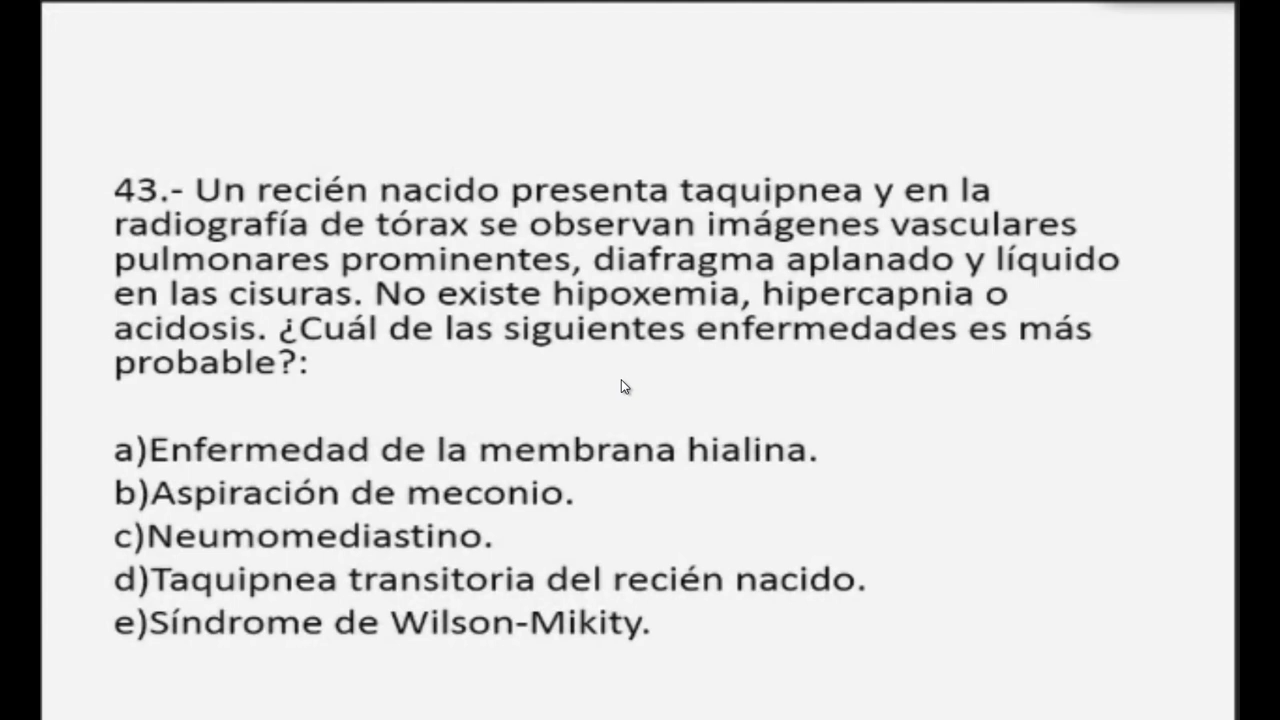 43.- Un recién nacido presenta taquipnea y en la
radiografía de tórax se observan imágenes vasculares
pulmonares prominentes, diafragma aplanado y líquido
en las cisuras. No existe hipoxemia, hipercapnia o
acidosis. ¿Cuál de las siguientes enfermedades es más
probable?:
a)Enfermedad de la membrana hialina.
b)Aspiración de meconio.
c)Neumomediastino.
d)Taquipnea transitoria del recién nacido.
e)Síndrome de Wilson-Mikity.